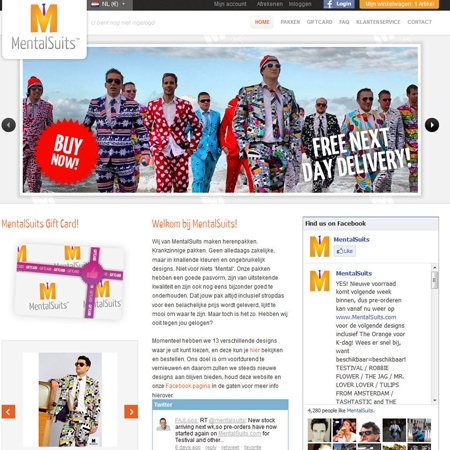 NL (€)
U bent nog niet ingelogd
Mijn account Afrekenen Inloggen
Login
Mijn winkelwagen: 1 Artikel
MentalSuits™
HOME PAKKEN GIFTCARD FAQ KLANTENSERVICE CONTACT
BUY
NOW!
FREE NEXT
DAY DELIVERY!
MentalSuits Gift Card!
MentalSuits
Welkom bij MentalSuits!
Wij van MentalSuits maken herenpakken.
Krankzinnige pakken. Geen alledaags zakelijke,
maar in knallende kleuren en ongebruikelijk
designs. Niet voor niets 'Mental'. Onze pakken
hebben een goede pasvorm, zijn van uitstekende
kwaliteit en zijn ook nog eens bijzonder goed te
onderhouden. Dat jouw pak altijd inclusief stropdas
voor een belachelijke prijs wordt geleverd, lijkt te
mooi om waar te zijn. Maar toch is het zo. Hebben wij
ooit tegen jou gelogen?
Momenteel hebben we 13 verschillende designs
waar je uit kunt kiezen, en deze kun je hier bekijken
en bestellen. Ons doel is om voortdurend te
vernieuwen en daarom zullen we steeds nieuwe
designs aan blijven bieden, houd deze website en
onze Facebook pagina in de gaten voor meer info
hierover.
Twitter
RT @mentalsuits: New stock
arriving next wk,so pre-orders have now
started again on MentalSuits.com for
Testival and other..
6 days ago reply retweet favorite
Find us on Facebook
MentalSuits
Like
MentalSuits
YES! Nieuwe voorraad
komt volgende week
binnen, dus pre-orderen
kan vanaf nu weer op
www.MentalSuits.com
voor de volgende designs
inclusief The Orange voor
K-dag! Wees er snel bij,
want
beschikbaar=beschikbaar!
TESTIVAL / ROBBIE
FLOWER / THE JAG / MR.
LOVER LOVER / TULIPS
FROM AMSTERDAM /
TASHTASTIC! / THE
4,280 people like MentalSuits.